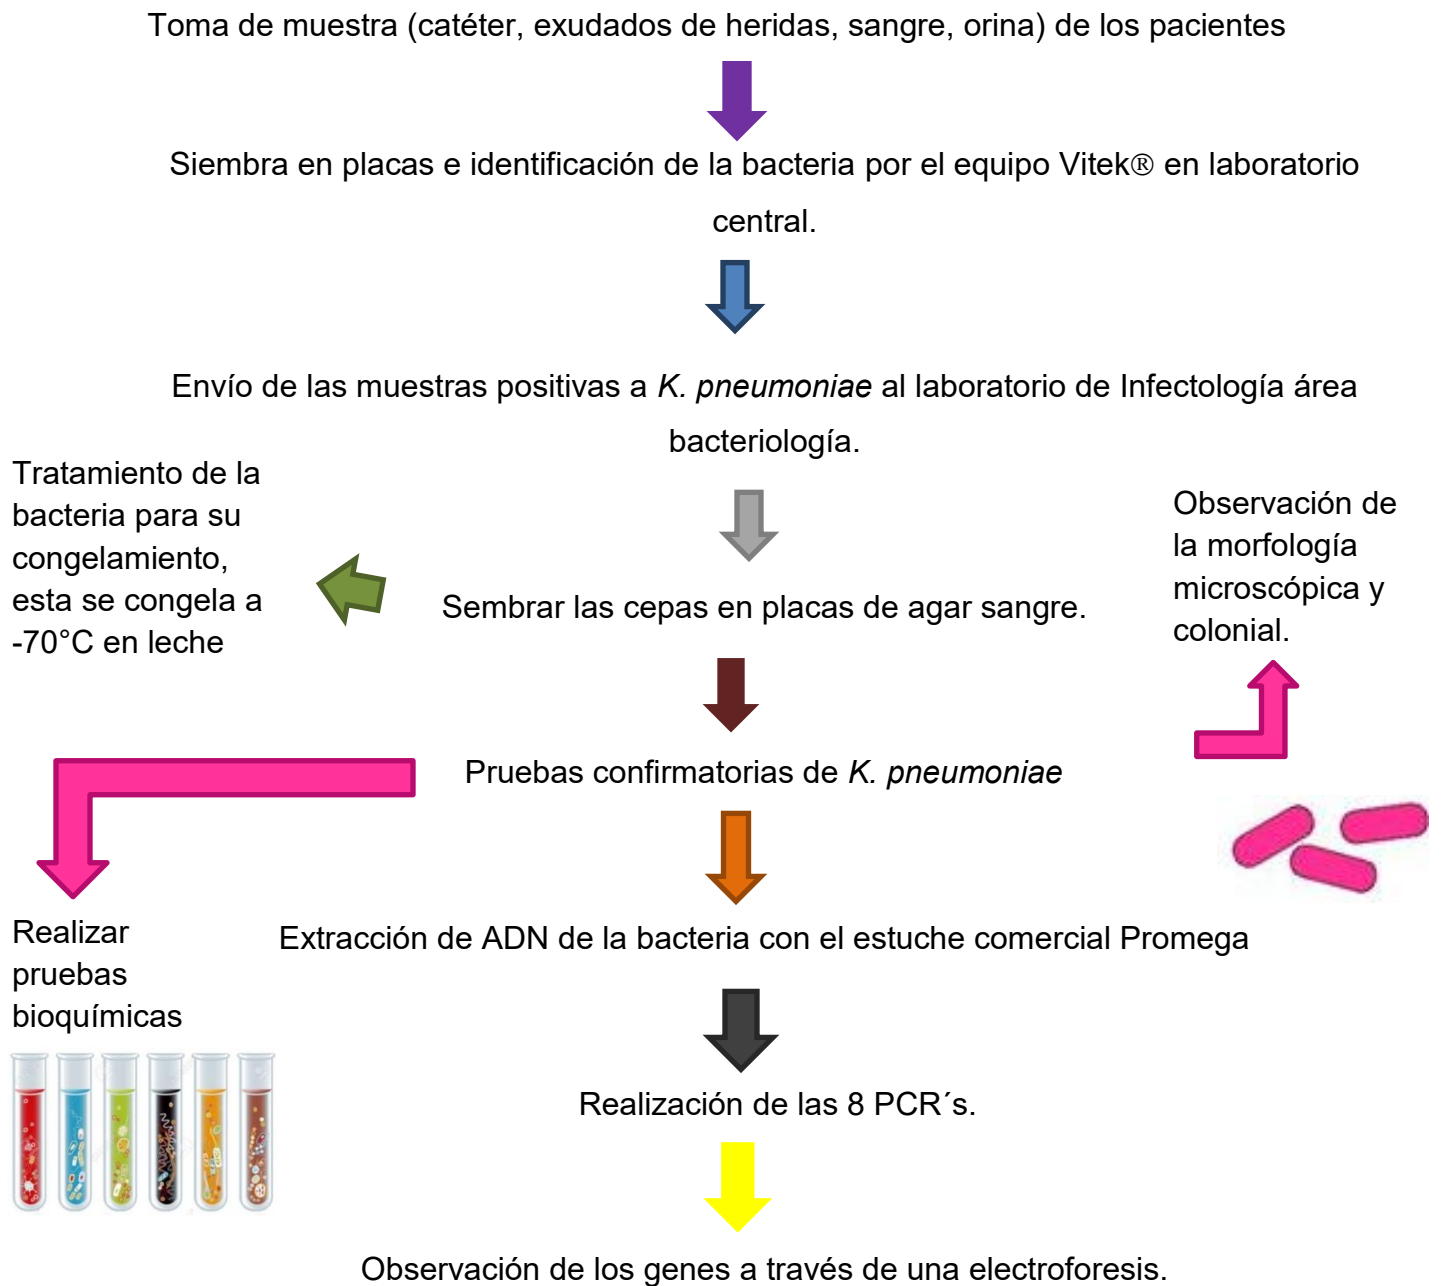 Toma de muestra (catéter, exudados de heridas, sangre, orina) de los pacientes
Siembra en placas e identificación de la bacteria por el equipo Vitek® en laboratorio
central.
Envío de las muestras positivas a K. pneumoniae al laboratorio de Infectología área
bacteriología.
Tratamiento de la
bacteria para su
congelamiento,
esta se congela a
-70°C en leche
Observación de
la morfología
microscópica y
colonial.
Sembrar las cepas en placas de agar sangre.
Pruebas confirmatorias de K. pneumoniae
Realizar
pruebas
bioquímicas
Extracción de ADN de la bacteria con el estuche comercial Promega
Realización de las 8 PCR´s.
Observación de los genes a través de una electroforesis.